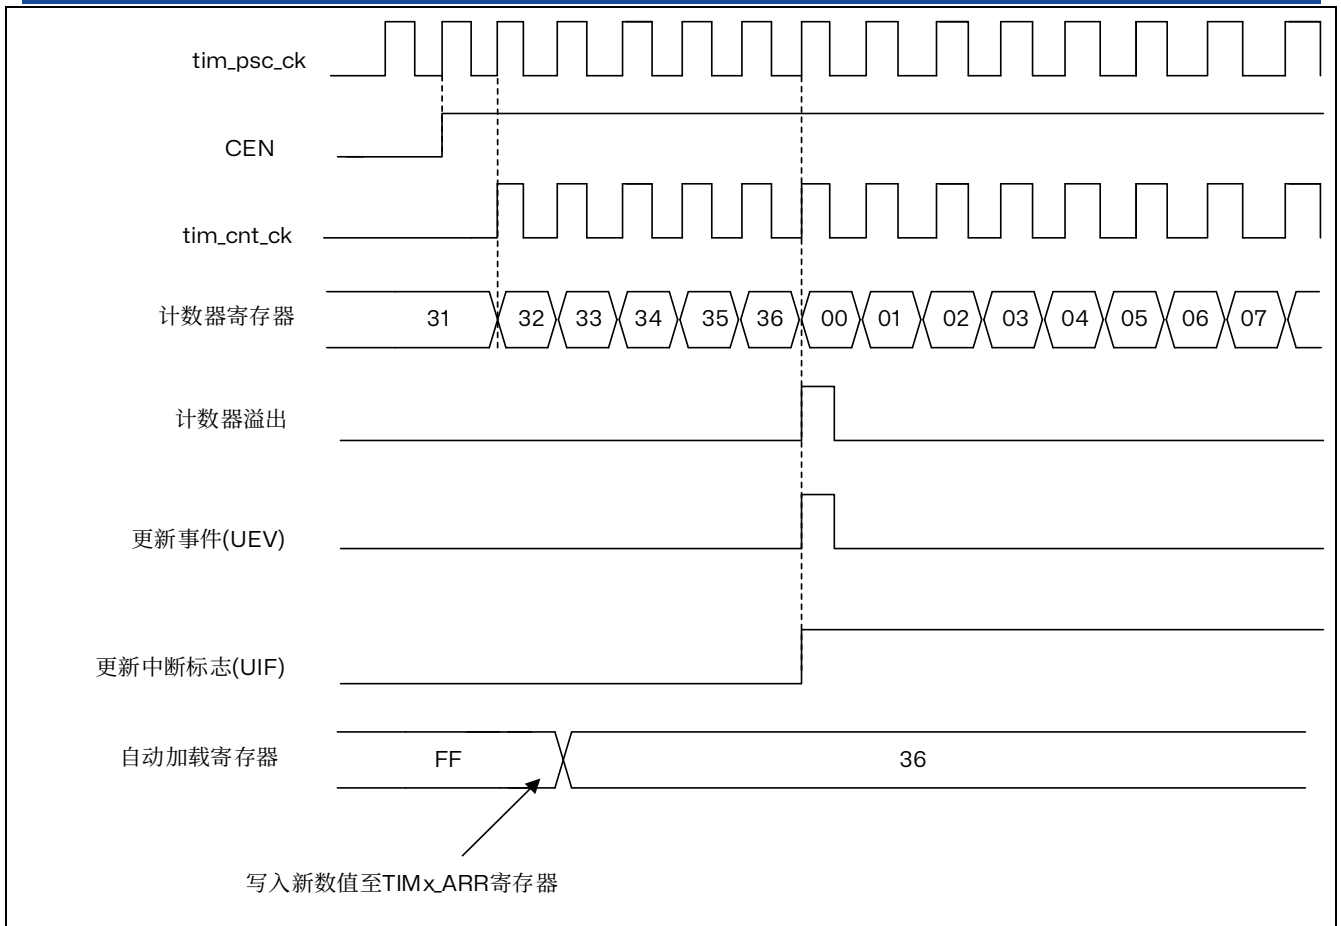 tim_psc_ck
CEN
tim_cnt_ck
计数器寄存器 31 32 33 34 35 36 00 01 02 03 04 05 06 07
计数器溢出
更新事件(UEV)
更新中断标志(UIF)
自动加载寄存器 FF 36
写入新数值至TIMx_ARR寄存器